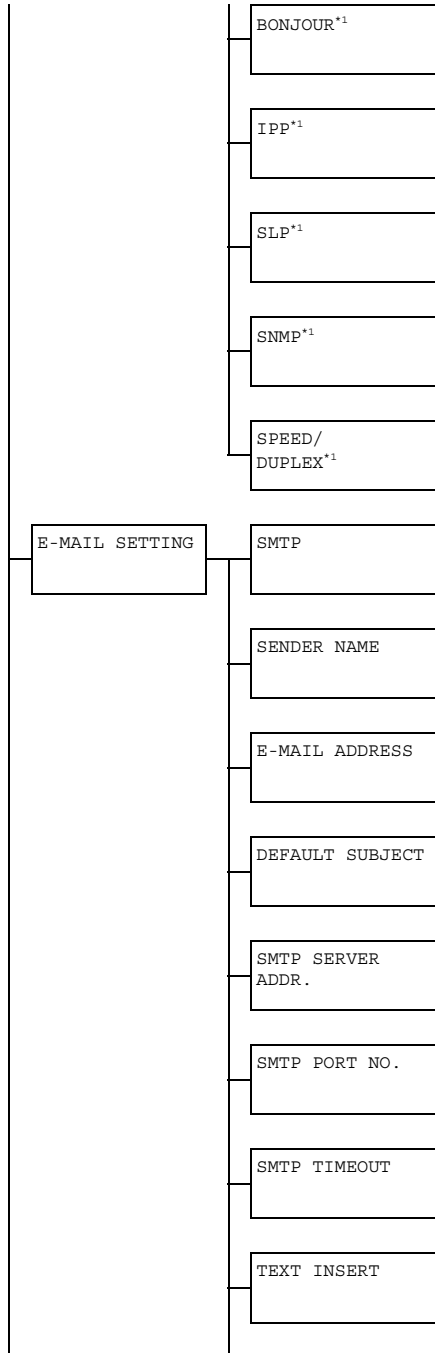 BONJOUR*1
IPP*1
SLP*1
SNMP*1
SPEED/
DUPLEX*1
E-MAIL SETTING
SMTP
SENDER NAME
E-MAIL ADDRESS
DEFAULT SUBJECT
SMTP SERVER
ADDR.
SMTP PORT NO.
SMTP TIMEOUT
TEXT INSERT